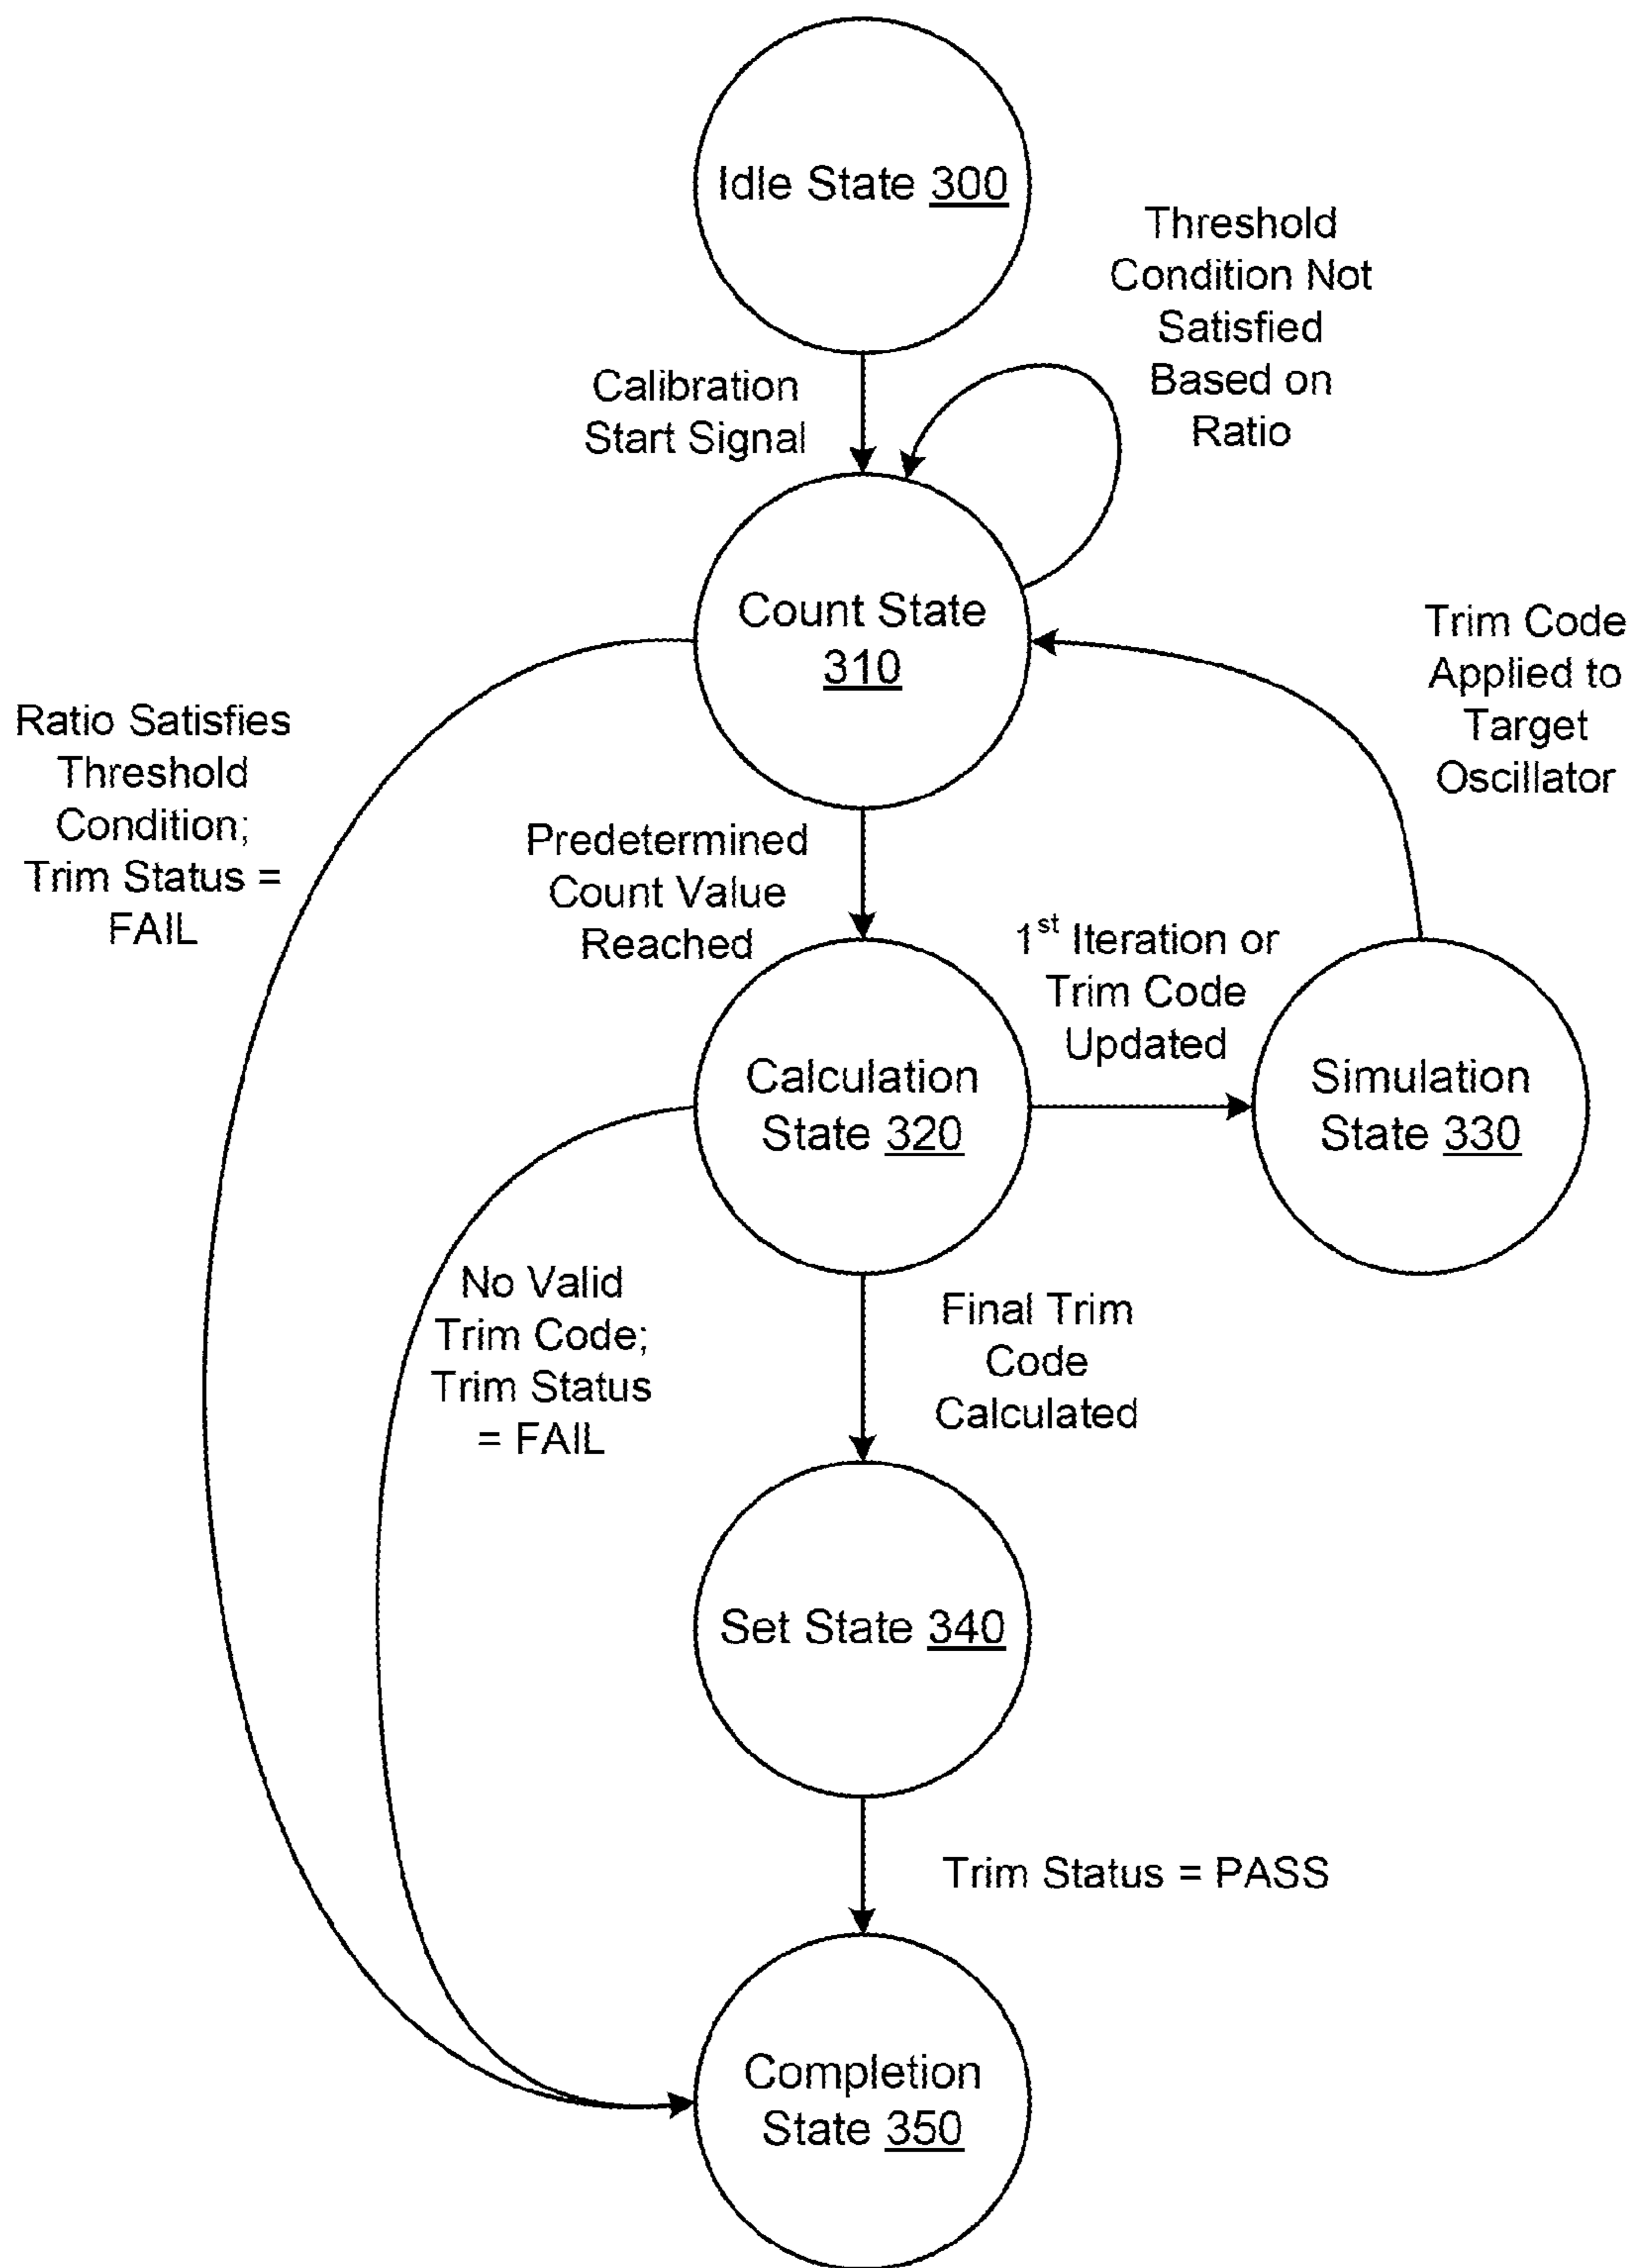 Idle State 300
Threshold
Condition Not
Satisfied
Based on
Ratio
Calibration
Start Signal
Count State
310
Trim Code
Applied to
Target
Oscillator
Ratio Satisfies
Threshold
Condition;
Trim Status =
FAIL
Predetermined
Count Value
Reached
1st Iteration or
Trim Code
Updated
Calculation
State 320
Simulation
State 330
No Valid
Trim Code;
Trim Status
= FAIL
Final Trim
Code
Calculated
Set State 340
Trim Status = PASS
Completion
State 350